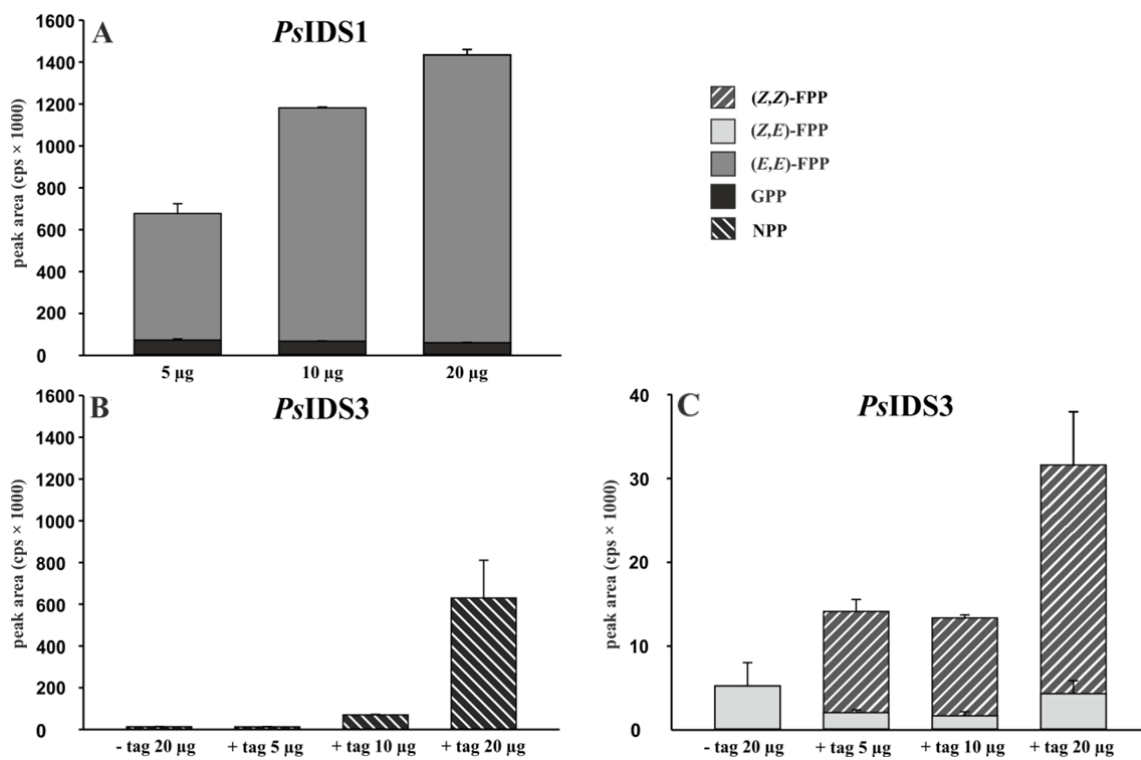 A
PsIDS1
peak area (cps × 1000)
1600
1400
1200
1000
800
600
400
200
0
5 µg 10 µg 20 µg
(Z,Z)-FPP
(Z,E)-FPP
(E,E)-FPP
GPP
NPP
B
PsIDS3
peak area (cps × 1000)
1600
1400
1200
1000
800
600
400
200
0
- tag 20 µg + tag 5 µg + tag 10 µg + tag 20 µg
C
PsIDS3
peak area (cps × 1000)
40
30
20
10
0
- tag 20 µg + tag 5 µg + tag 10 µg + tag 20 µg